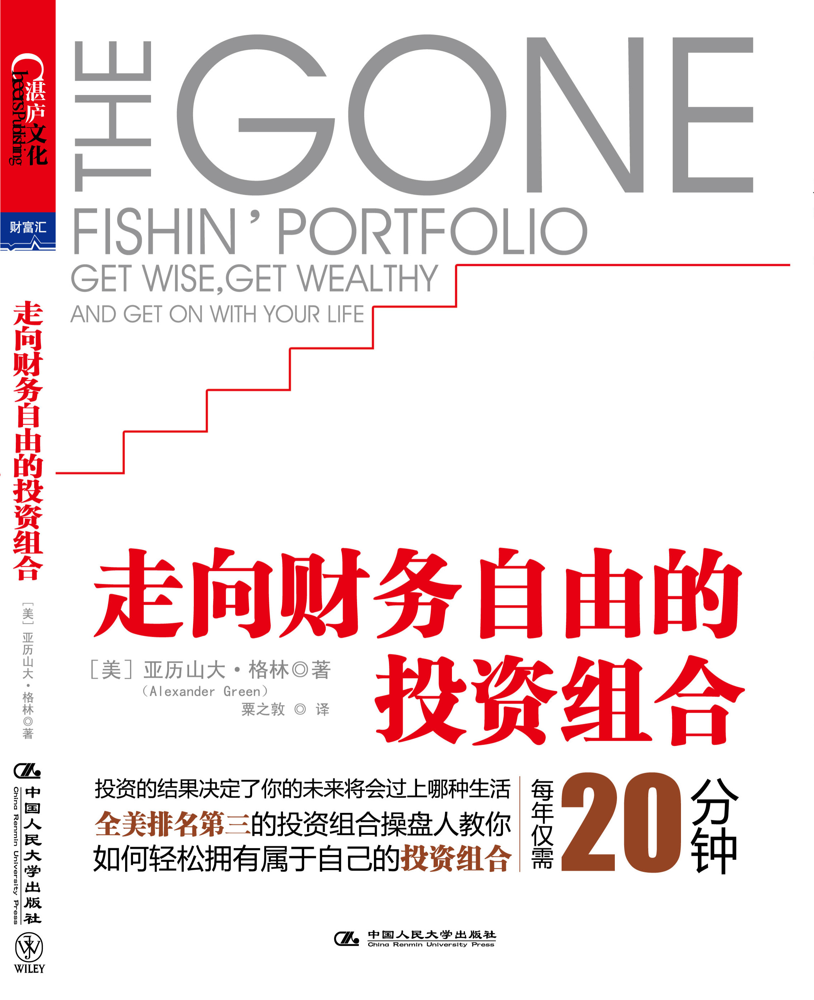 Cheers Publishing
湛庐文化
财富汇
走向财务自由的投资组合
[美]亚历山大·格林◎著
中国人民大学出版社
China Renmin University Press
WILEY
THE GONE
FISHIN' PORTFOLIO
GET WISE, GET WEALTHY
AND GET ON WITH YOUR LIFE
走向财务自由的
投资组合
[美] 亚历山大·格林◎著
(Alexander Green)
粟之敦 ◎ 译
投资的结果决定了你的未来将会过上哪种生活
全美排名第三的投资组合操盘人教你
如何轻松拥有属于自己的投资组合
每年仅需
20
分钟
中国人民大学出版社
China Renmin University Press